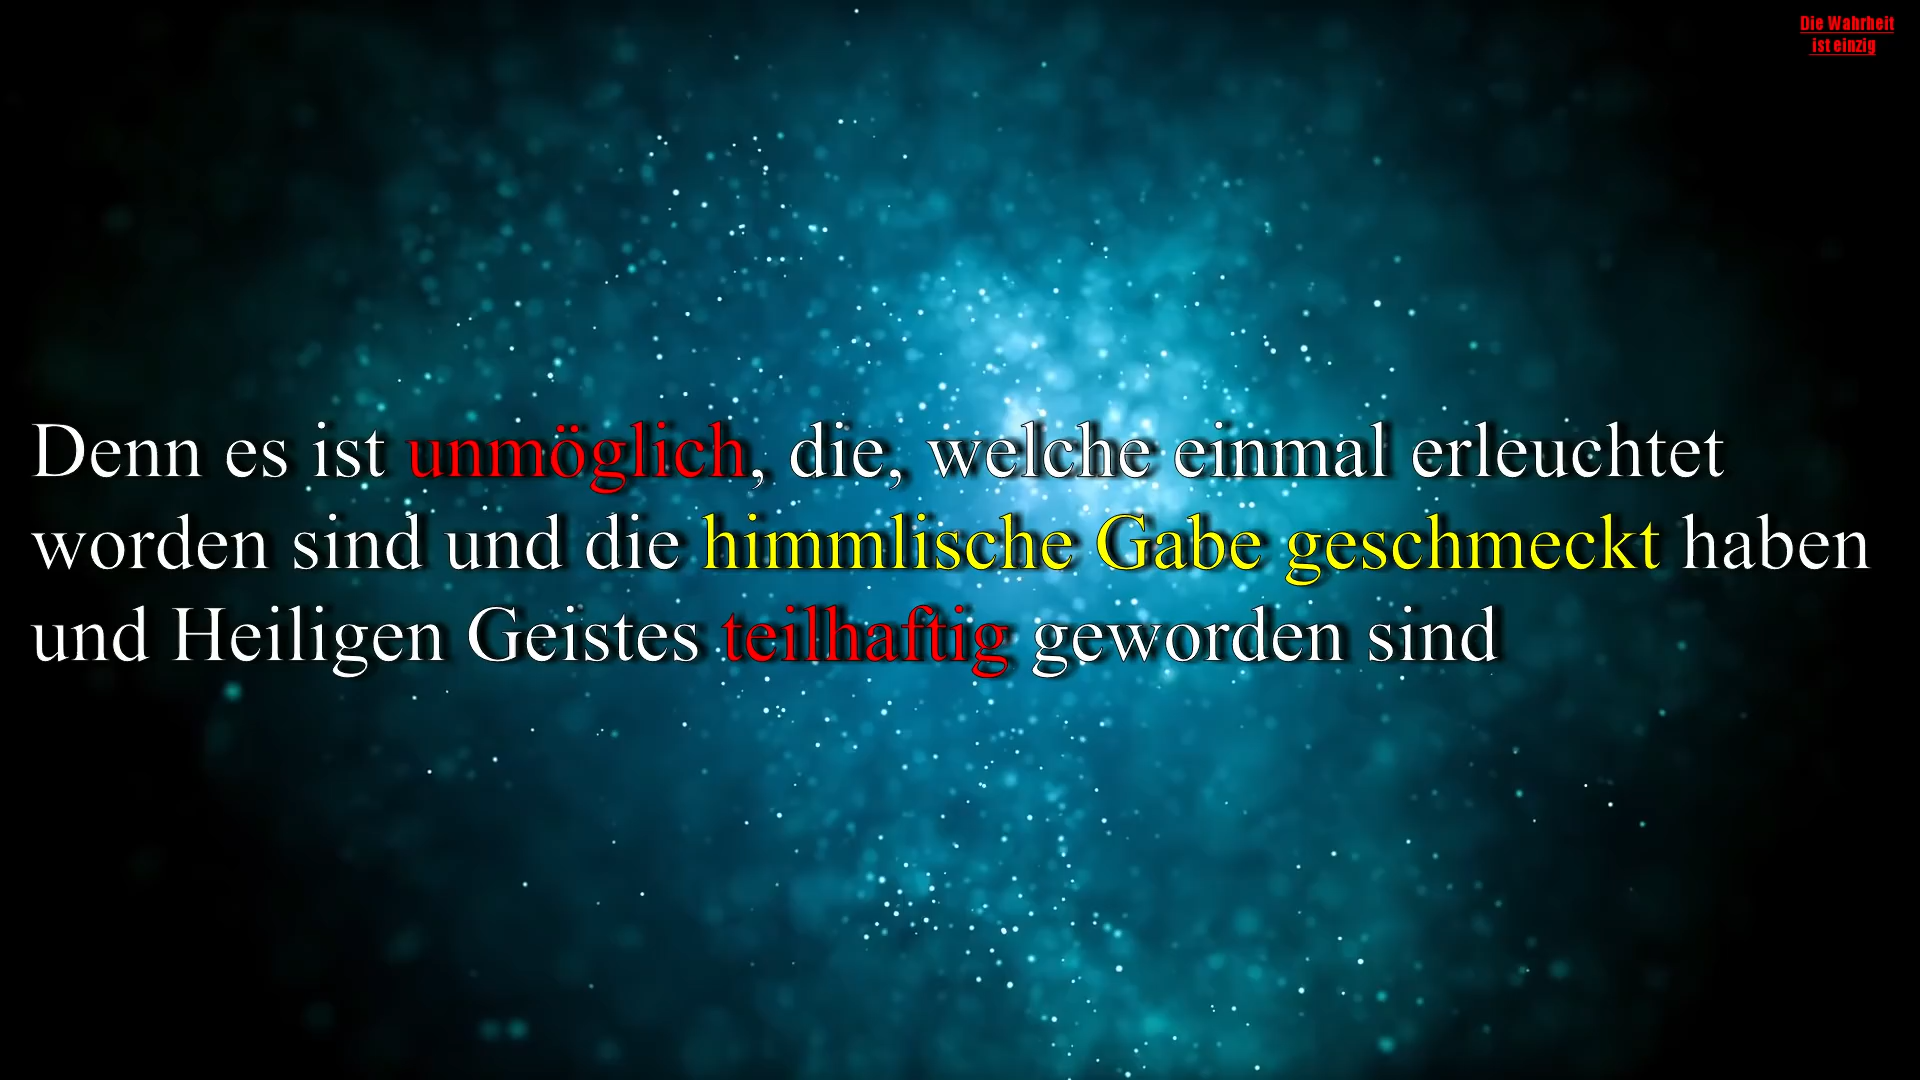 Die Wahrheit
ist einzig
Denn es ist unmöglich, die, welche einmal erleuchtet
worden sind und die himmlische Gabe geschmeckt haben
und Heiligen Geistes teilhaftig geworden sind